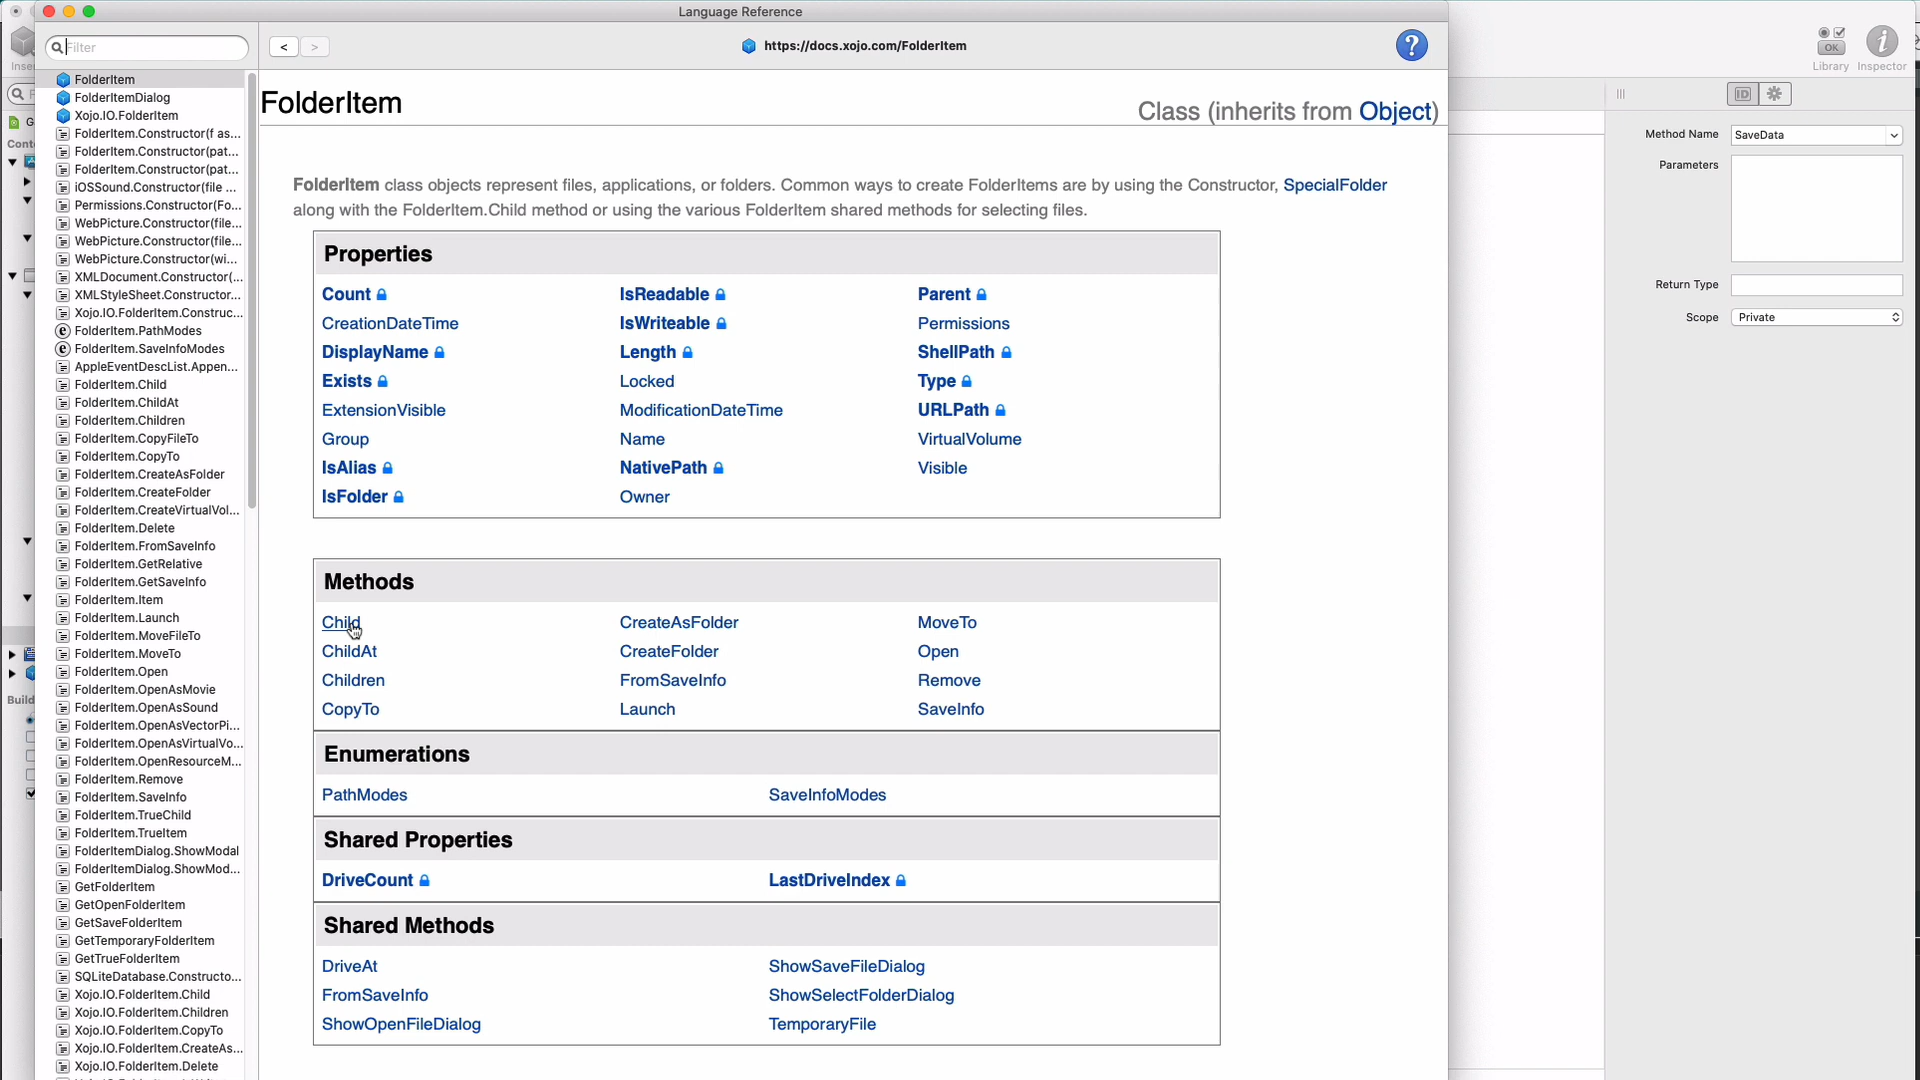 Language Reference
Filter
<
>
https://docs.xojo.com/FolderItem
?
OK
Library
Inspector
FolderItem
FolderItemDialog
Xojo.IO.FolderItem
FolderItem.Constructor(f as...
FolderItem.Constructor(pat...
FolderItem.Constructor(pat...
iOSSound.Constructor(file ...
Permissions.Constructor(Fo...
WebPicture.Constructor(file...
WebPicture.Constructor(file...
WebPicture.Constructor(wi...
XMLDocument.Constructor(...
XMLStyleSheet.Constructor...
Xojo.IO.FolderItem.Construc...
FolderItem.PathModes
FolderItem.SaveInfoModes
AppleEventDescList.Appen...
FolderItem.Child
FolderItem.ChildAt
FolderItem.Children
FolderItem.CopyFileTo
FolderItem.CopyTo
FolderItem.CreateAsFolder
FolderItem.CreateFolder
FolderItem.CreateVirtualVol...
FolderItem.Delete
FolderItem.FromSaveInfo
FolderItem.GetRelative
FolderItem.GetSaveInfo
FolderItem.Item
FolderItem.Launch
FolderItem.MoveFileTo
FolderItem.MoveTo
FolderItem.Open
FolderItem.OpenAsMovie
FolderItem.OpenAsSound
FolderItem.OpenAsVectorPi...
FolderItem.OpenAsVirtualVo...
FolderItem.OpenResourceM...
FolderItem.Remove
FolderItem.SaveInfo
FolderItem.TrueChild
FolderItem.TrueItem
FolderItemDialog.ShowModal
FolderItemDialog.ShowMod...
GetFolderItem
GetOpenFolderItem
GetSaveFolderItem
GetTemporaryFolderItem
GetTrueFolderItem
SQLiteDatabase.Constructo...
Xojo.IO.FolderItem.Child
Xojo.IO.FolderItem.Children
Xojo.IO.FolderItem.CopyTo
Xojo.IO.FolderItem.CreateAs...
Xojo.IO.FolderItem.Delete
FolderItem
Class (inherits from Object)
FolderItem class objects represent files, applications, or folders. Common ways to create FolderItems are by using the Constructor, SpecialFolder
along with the FolderItem.Child method or using the various FolderItem shared methods for selecting files.
Properties
Count IsReadable Parent
CreationDateTime IsWriteable Permissions
DisplayName Length ShellPath
Exists Locked Type
ExtensionVisible ModificationDateTime URLPath
Group Name VirtualVolume
IsAlias NativePath Visible
IsFolder Owner
Methods
Child CreateAsFolder MoveTo
ChildAt CreateFolder Open
Children FromSaveInfo Remove
CopyTo Launch SaveInfo
Enumerations
PathModes SaveInfoModes
Shared Properties
DriveCount LastDriveIndex
Shared Methods
DriveAt ShowSaveFileDialog
FromSaveInfo ShowSelectFolderDialog
ShowOpenFileDialog TemporaryFile
ID
Method Name SaveData
Parameters
Return Type
Scope Private